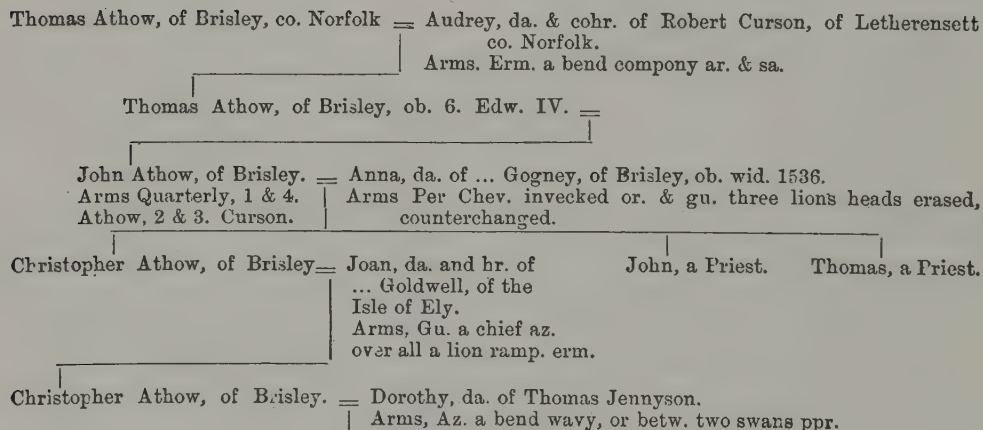 Thomas Athow, of Brisley, co. Norfolk = Audrey, da. & cohr. of Robert Curson, of Letherensett
co. Norfolk.
Arms. Erm. a bend compony ar. & sa.
Thomas Athow, of Brisley, ob. 6. Edw. IV. =
John Athow, of Brisley. = Anna, da. of ... Gogney, of Brisley, ob. wid. 1536.
Arms Quarterly, 1 & 4. Arms Per Chev. invecked or. & gu. three lions heads erased,
Athow, 2 & 3. Curson. counterchanged.
Christopher Athow, of Brisley = Joan, da. and hr. of John, a Priest. Thomas, a Priest.
... Goldwell, of the
Isle of Ely.
Arms, Gu. a chief az.
over all a lion ramp. erm.
Christopher Athow, of Brisley. = Dorothy, da. of Thomas Jennyson.
Arms, Az. a bend wavy, or betw. two swans ppr.